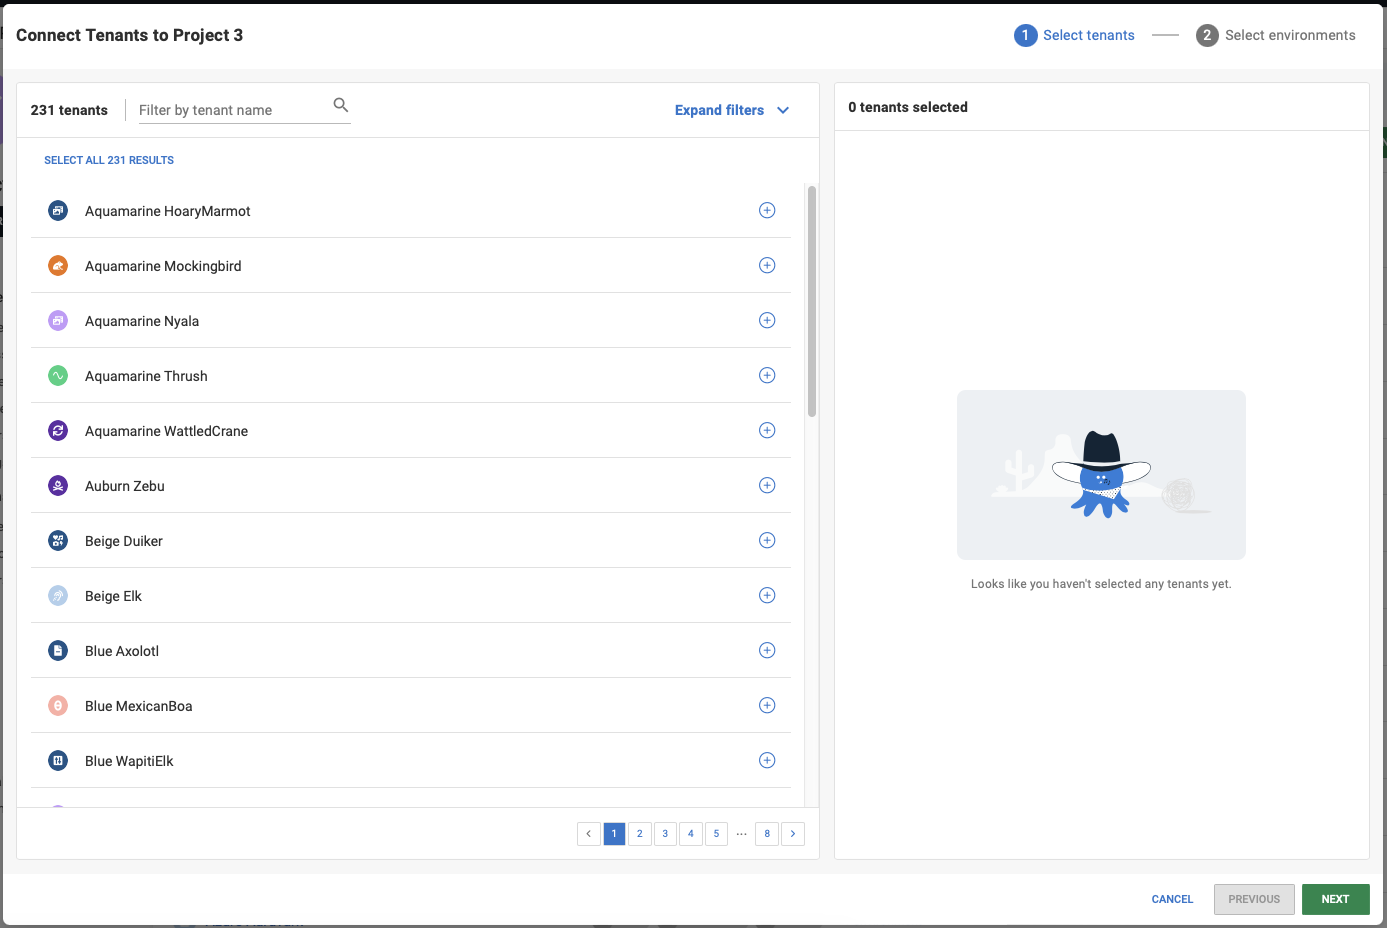 Connect Tenants to Project 3
1 Select tenants
2 Select environments
231 tenants
Filter by tenant name
Expand filters
0 tenants selected
SELECT ALL 231 RESULTS
Aquamarine HoaryMarmot
Aquamarine Mockingbird
Aquamarine Nyala
Aquamarine Thrush
Aquamarine WattledCrane
Auburn Zebu
Beige Duiker
Beige Elk
Blue Axolotl
Blue MexicanBoa
Blue WapitiElk
Looks like you haven't selected any tenants yet.
1 2 3 4 5 ... 8
CANCEL
PREVIOUS
NEXT